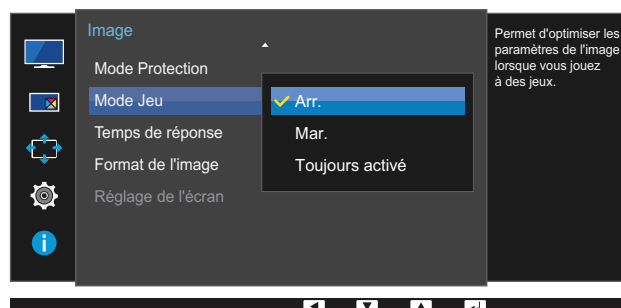 Image
Mode Protection
Mode Jeu
Temps de réponse
Format de l'image
Réglage de l'écran
Arr.
Mar.
Toujours activé
Permet d'optimiser les
paramètres de l'image
lorsque vous jouez
à des jeux.